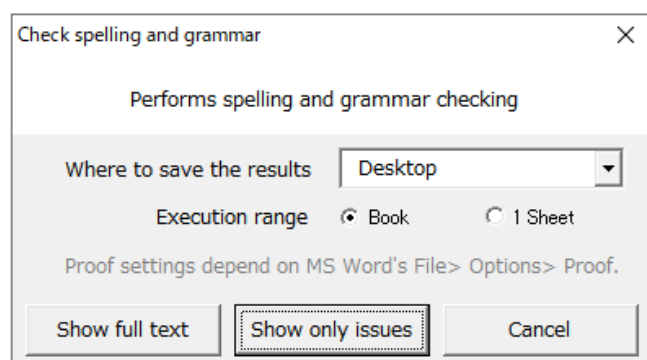 Check spelling and grammar
Performs spelling and grammar checking
Where to save the results Desktop
Execution range Book 1 Sheet
Proof settings depend on MS Word's File> Options> Proof.
Show full text Show only issues Cancel